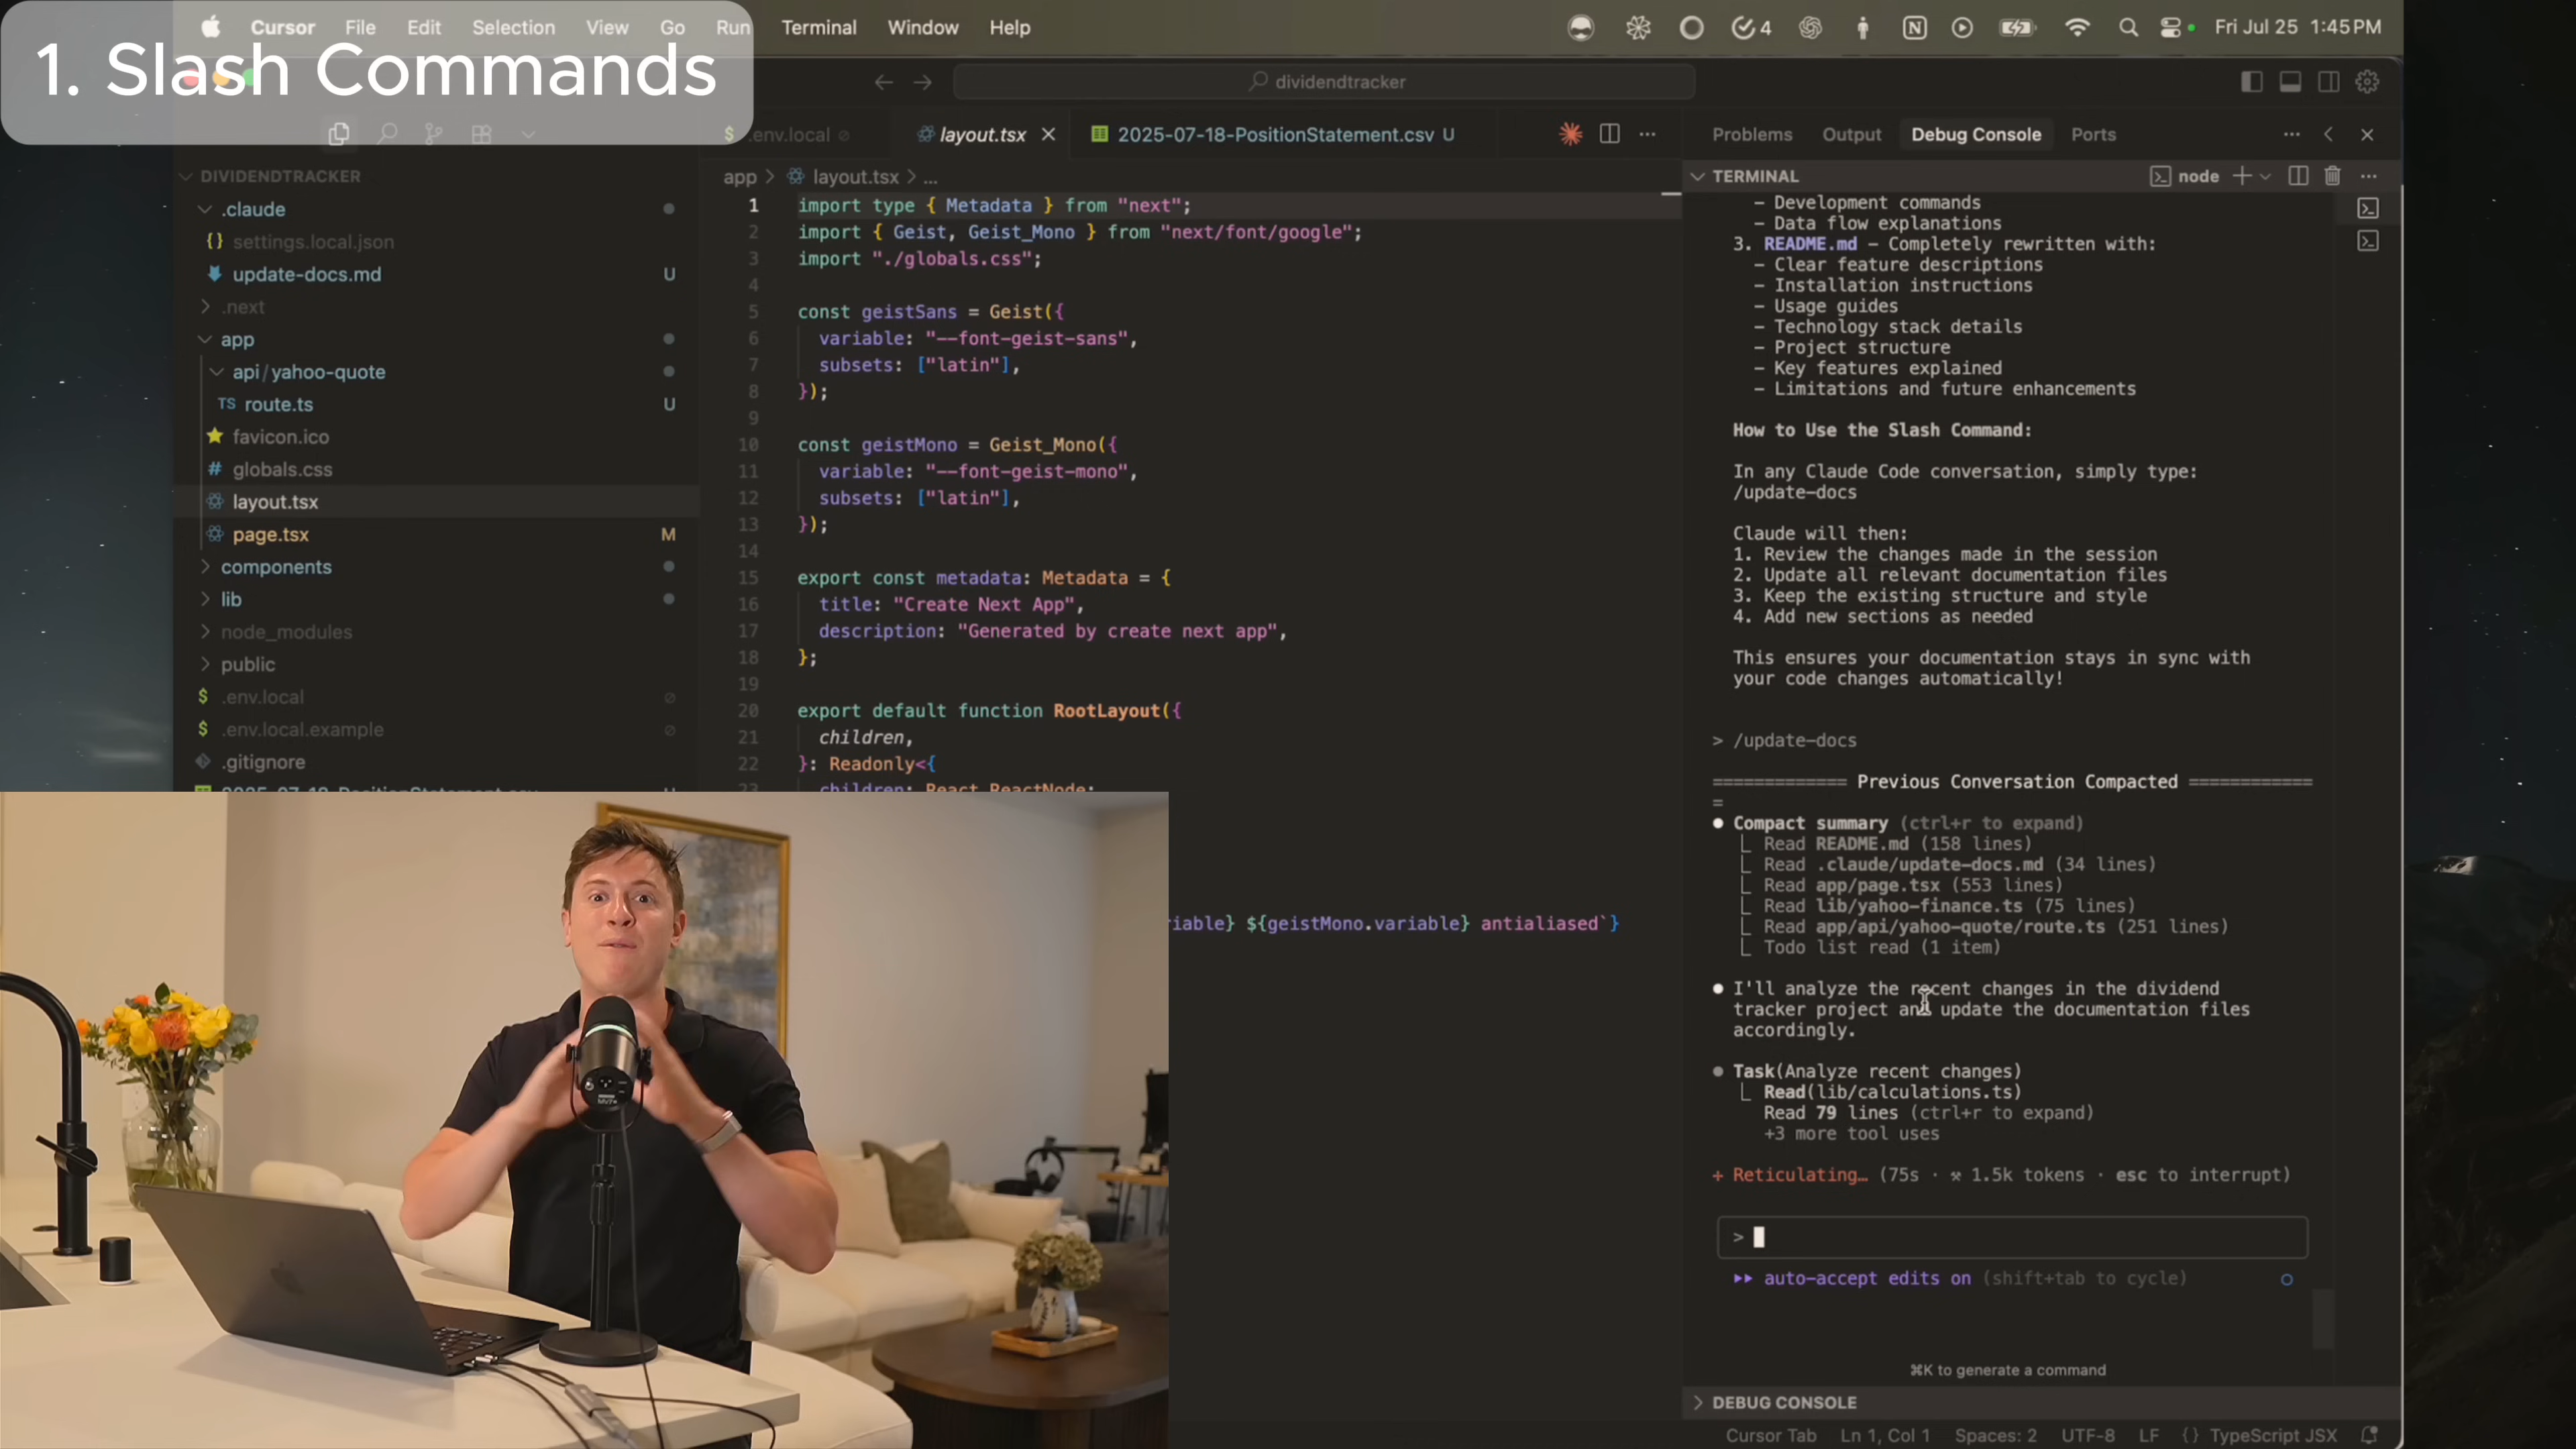 1. Slash Commands
Cursor File Edit Selection View Go Run Terminal Window Help
4
Fri Jul 25 1:45 PM
dividendtracker
.env.local
layout.tsx
2025-07-18-PositionStatement.csv U
Problems Output Debug Console Ports
DIVIDENDTRACKER
.claude
settings.local.json
update-docs.md U
.next
app
api/yahoo-quote
TS route.ts U
favicon.ico
# globals.css
layout.tsx
page.tsx M
components
lib
node_modules
public
$ .env.local
$ .env.local.example
.gitignore
2025-07-18-PositionStatement.csv
app > layout.tsx > ...
1 import type { Metadata } from "next";
2 import { Geist, Geist_Mono } from "next/font/google";
3 import "./globals.css";
4
5 const geistSans = Geist({
6 variable: "--font-geist-sans",
7 subsets: ["latin"],
8 });
9
10 const geistMono = Geist_Mono({
11 variable: "--font-geist-mono",
12 subsets: ["latin"],
13 });
14
15 export const metadata: Metadata = {
16 title: "Create Next App",
17 description: "Generated by create next app",
18 };
19
20 export default function RootLayout({
21 children,
22 }: Readonly<{
23 children: React.ReactNode;
riable} ${geistMono.variable} antialiased`}
TERMINAL
node
- Development commands
- Data flow explanations
3. README.md - Completely rewritten with:
- Clear feature descriptions
- Installation instructions
- Usage guides
- Technology stack details
- Project structure
- Key features explained
- Limitations and future enhancements
How to Use the Slash Command:
In any Claude Code conversation, simply type:
/update-docs
Claude will then:
1. Review the changes made in the session
2. Update all relevant documentation files
3. Keep the existing structure and style
4. Add new sections as needed
This ensures your documentation stays in sync with
your code changes automatically!
> /update-docs
============= Previous Conversation Compacted ============
=
Compact summary (ctrl+r to expand)
Read README.md (158 lines)
Read .claude/update-docs.md (34 lines)
Read app/page.tsx (553 lines)
Read lib/yahoo-finance.ts (75 lines)
Read app/api/yahoo-quote/route.ts (251 lines)
Todo list read (1 item)
I'll analyze the recent changes in the dividend
tracker project and update the documentation files
accordingly.
Task(Analyze recent changes)
Read(lib/calculations.ts)
Read 79 lines (ctrl+r to expand)
+3 more tool uses
+ Reticulating… (75s · ⚒ 1.5k tokens · esc to interrupt)
>
auto-accept edits on (shift+tab to cycle)
⌘K to generate a command
DEBUG CONSOLE
Cursor Tab Ln 1, Col 1 Spaces: 2 UTF-8 LF {} TypeScript JSX